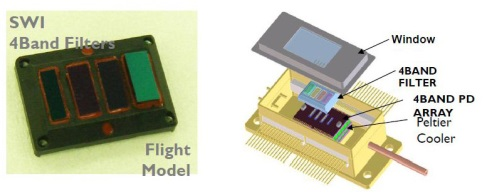 SWI
4Band Filters
Flight
Model
Window
4BAND
FILTER
4BAND PD
ARRAY
Peltier
Cooler